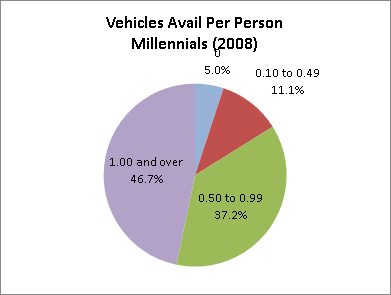 Vehicles Avail Per Person
Millennials (2008)
0
5.0%
0.10 to 0.49
11.1%
1.00 and over
46.7%
0.50 to 0.99
37.2%